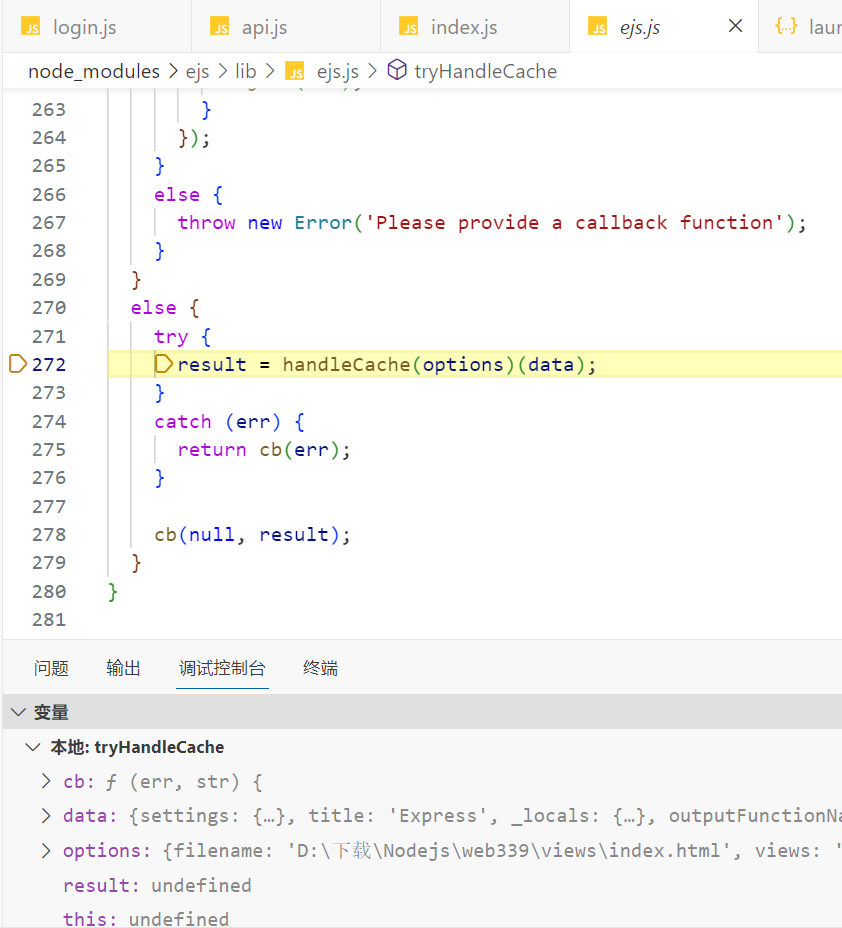 JS login.js JS api.js JS index.js JS ejs.js {..}
node_modules > ejs > lib > JS ejs.js > tryHandleCache
263 }
264 });
265 }
266 else {
267 throw new Error('Please provide a callback function');
268 }
269 }
270 else {
271 try {
272 result = handleCache(options)(data);
273 }
274 catch (err) {
275 return cb(err);
276 }
277
278 cb(null, result);
279 }
280 }
281
问题 输出 调试控制台 终端
变量
本地: tryHandleCache
cb: ƒ (err, str) {
data: {settings: {…}, title: 'Express', _locals: {…},
options: {filename: 'D:\下载\Nodejs\web339\views\index.html', views: '
result: undefined
this: undefined